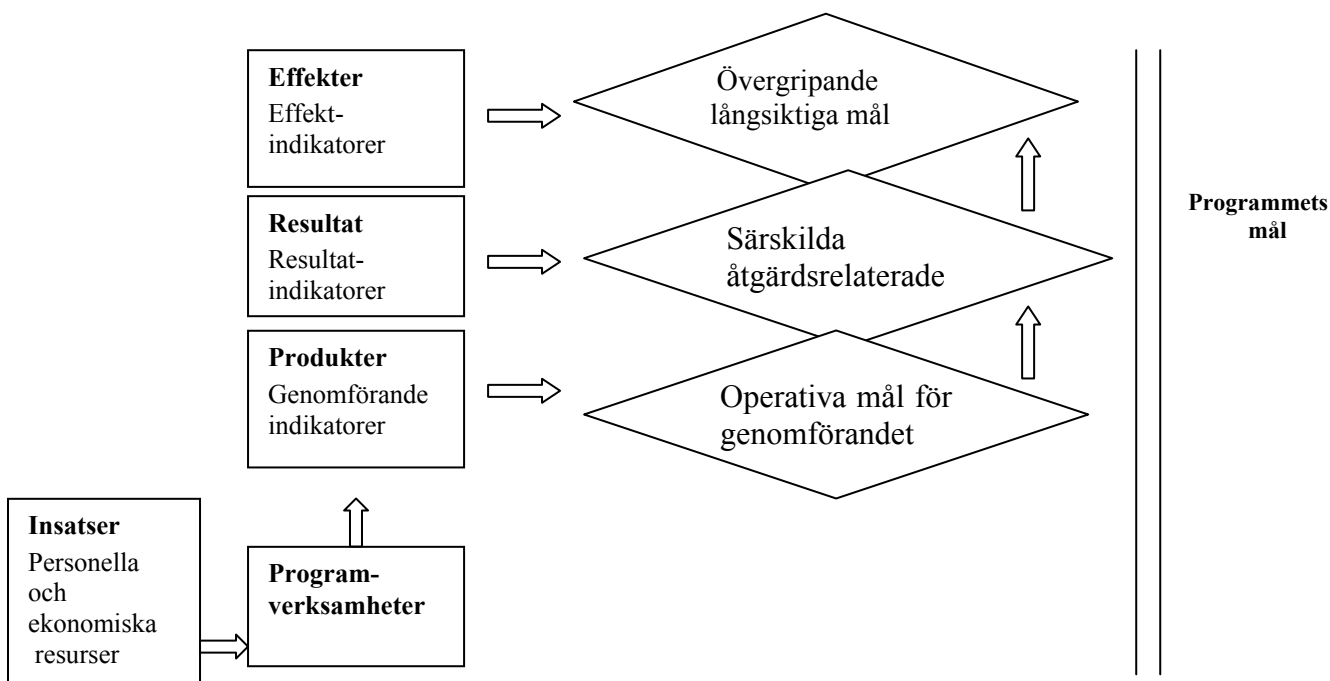 Effekter
Effekt-
indikatorer
Övergripande
långsiktiga mål
Resultat
Resultat-
indikatorer
Särskilda
åtgärdsrelaterade
Programmets
mål
Produkter
Genomförande
indikatorer
Operativa mål för
genomförandet
Insatser
Personella
och
ekonomiska
resurser
Program-
verksamheter